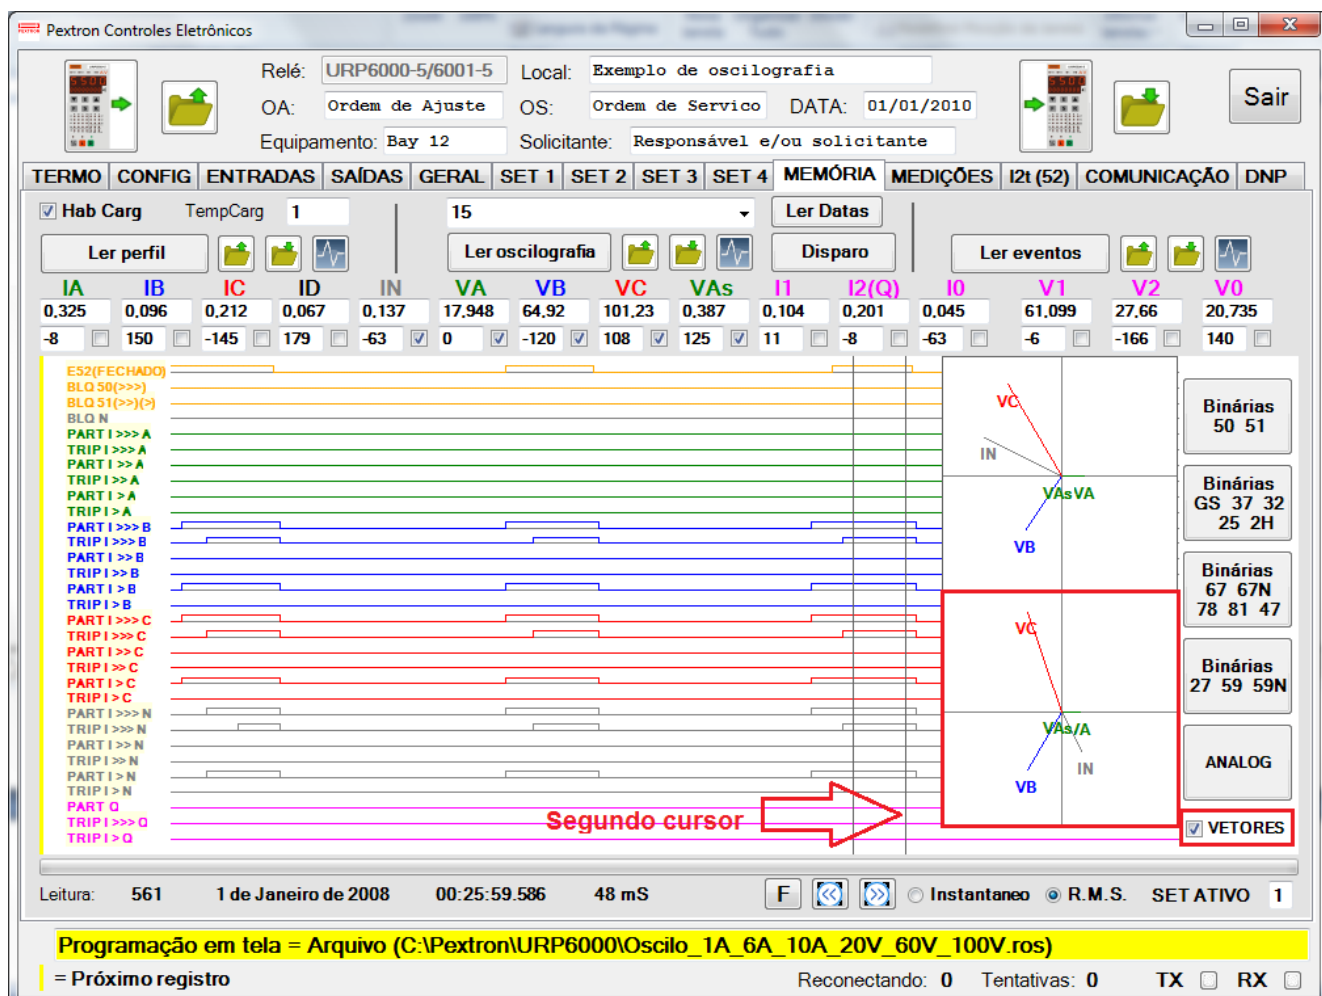 Pextron Controles Eletrônicos
Relé: URP6000-5/6001-5 Local: Exemplo de oscilografia
OA: Ordem de Ajuste OS: Ordem de Servico DATA: 01/01/2010
Equipamento: Bay 12 Solicitante: Responsável e/ou solicitante
Sair
TERMO CONFIG ENTRADAS SAÍDAS GERAL SET 1 SET 2 SET 3 SET 4 MEMÓRIA MEDIÇÕES I2t (52) COMUNICAÇÃO DNP
Hab Carg TempCarg 1 15 Ler Datas
Ler perfil Ler oscilografia Disparo Ler eventos
IA IB IC ID IN VA VB VC VAs I1 I2(Q) I0 V1 V2 V0
0,325 0,096 0,212 0,067 0,137 17,948 64,92 101,23 0,387 0,104 0,201 0,045 61,099 27,66 20,735
-8 150 -145 179 -63 0 -120 108 125 11 -8 -63 -6 -166 140
E52(FECHADO)
BLQ 50(>>>)
BLQ 51(>>)(>)
BLQ N
PART I >>> A
TRIP I >>> A
PART I >> A
TRIP I >> A
PART I > A
TRIP I > A
PART I >>> B
TRIP I >>> B
PART I >> B
TRIP I >> B
PART I > B
TRIP I > B
PART I >>> C
TRIP I >>> C
PART I >> C
TRIP I >> C
PART I > C
TRIP I > C
PART I >>> N
TRIP I >>> N
PART I >> N
TRIP I >> N
PART I > N
TRIP I > N
PART Q
TRIP I >>> Q
TRIP I > Q
VC
IN
VAsVA
VB
VC
VAs/A
IN
VB
Segundo cursor
Binárias
50 51
Binárias
GS 37 32
25 2H
Binárias
67 67N
78 81 47
Binárias
27 59 59N
ANALOG
VETORES
Leitura: 561 1 de Janeiro de 2008 00:25:59.586 48 mS F Instantaneo R.M.S. SET ATIVO 1
Programação em tela = Arquivo (C:\Pextron\URP6000\Oscilo_1A_6A_10A_20V_60V_100V.ros)
= Próximo registro Reconectando: 0 Tentativas: 0 TX RX